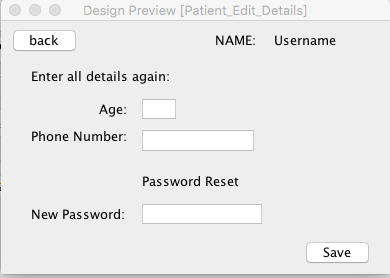 Design Preview [Patient_Edit_Details]
back NAME: Username
Enter all details again:
Age:
Phone Number:
Password Reset
New Password:
Save